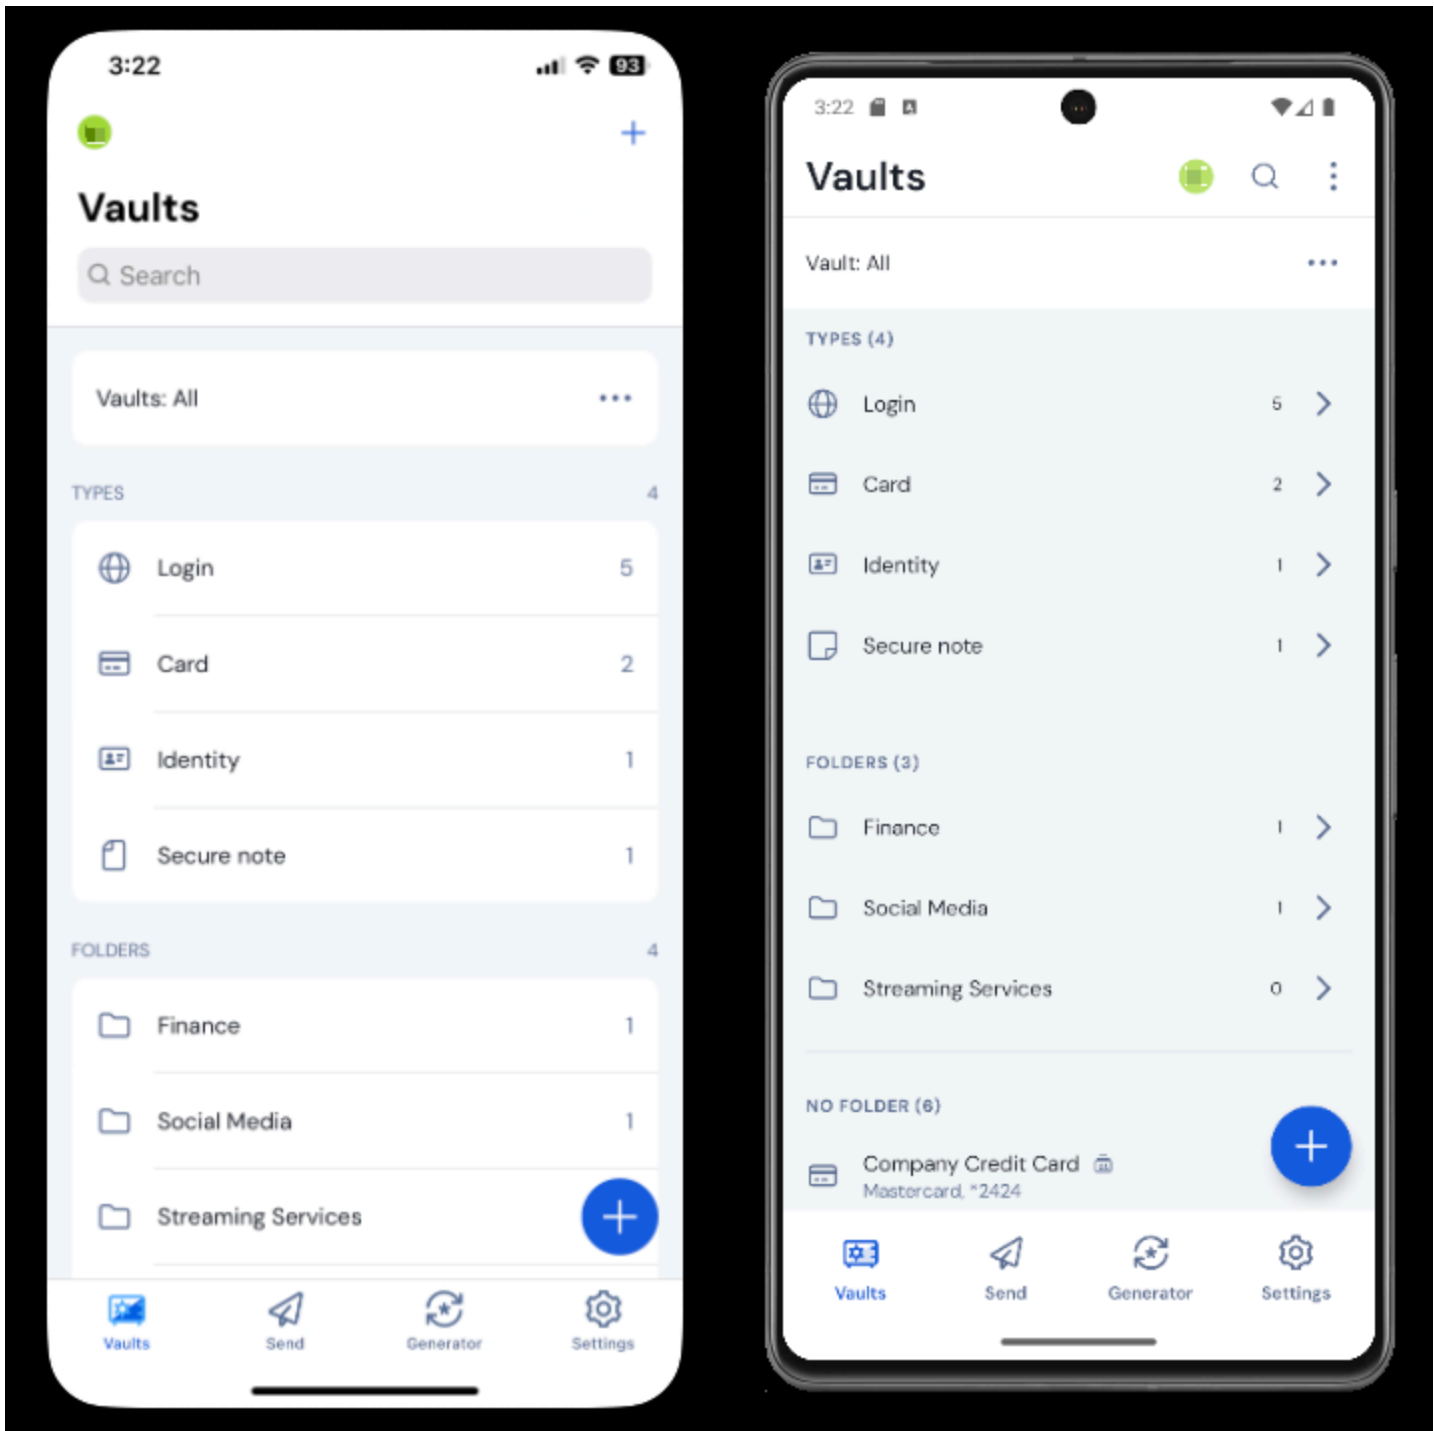 3:22
93
Vaults
Search
Vaults: All
TYPES 4
Login 5
Card 2
Identity 1
Secure note 1
FOLDERS 4
Finance 1
Social Media 1
Streaming Services
Vaults Send Generator Settings
3:22
Vaults
Vault: All
TYPES (4)
Login 5
Card 2
Identity 1
Secure note 1
FOLDERS (3)
Finance 1
Social Media 1
Streaming Services 0
NO FOLDER (6)
Company Credit Card
Mastercard, *2424
Vaults Send Generator Settings